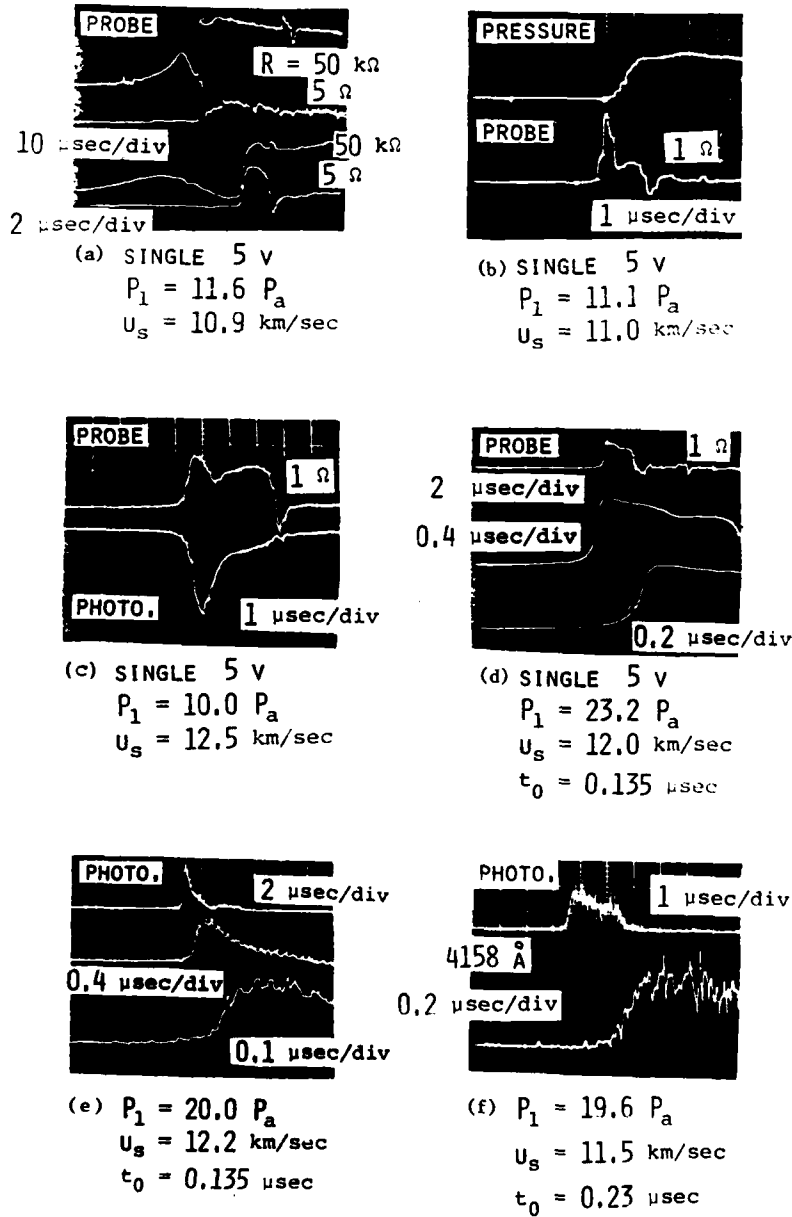 PROBE
R = 50 kΩ
5 Ω
10 μsec/div
50 kΩ
5 Ω
2 μsec/div
(a) SINGLE 5 V
P1 = 11.6 Pa
Us = 10.9 km/sec
PRESSURE
PROBE
1 Ω
1 μsec/div
(b) SINGLE 5 V
P1 = 11.1 Pa
Us = 11.0 km/sec
PROBE
1 Ω
PHOTO.
1 μsec/div
(c) SINGLE 5 V
P1 = 10.0 Pa
Us = 12.5 km/sec
PROBE
1 Ω
2 μsec/div
0.4 μsec/div
0.2 μsec/div
(d) SINGLE 5 V
P1 = 23.2 Pa
Us = 12.0 km/sec
t0 = 0.135 μsec
PHOTO.
2 μsec/div
0.4 μsec/div
0.1 μsec/div
(e) P1 = 20.0 Pa
Us = 12.2 km/sec
t0 = 0.135 μsec
PHOTO.
1 μsec/div
4158 Å
0.2 μsec/div
(f) P1 = 19.6 Pa
Us = 11.5 km/sec
t0 = 0.23 μsec